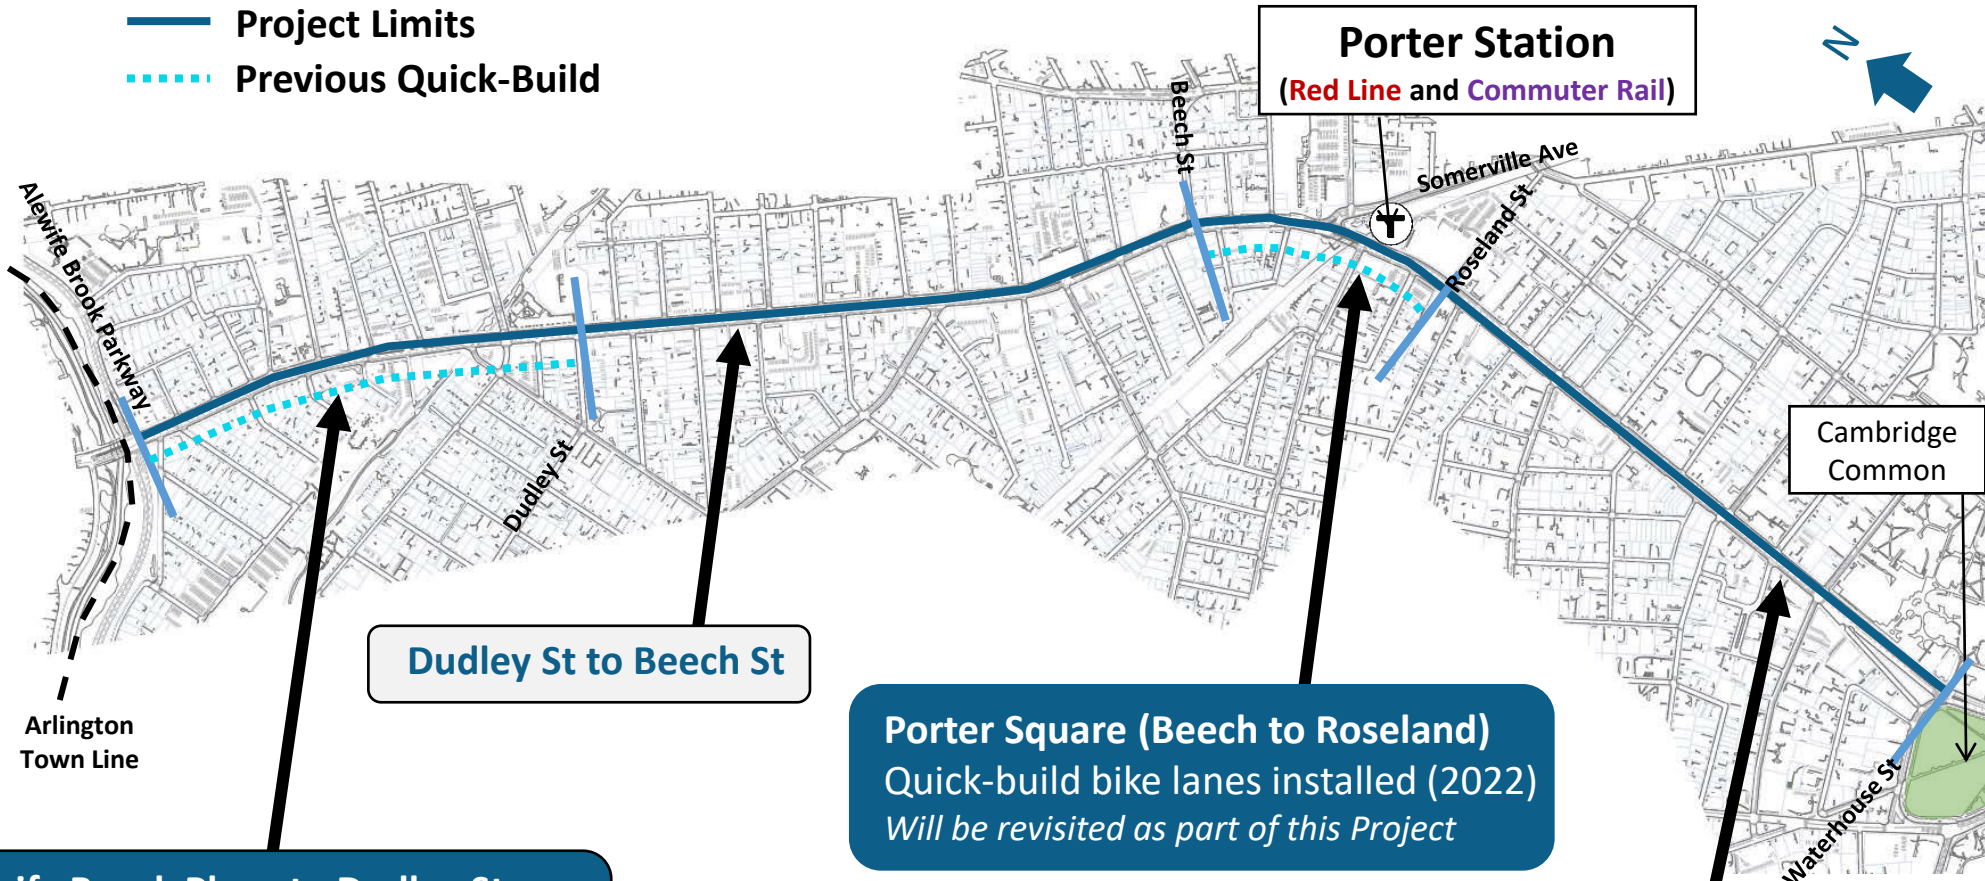 Project Limits
Previous Quick-Build
Porter Station
(Red Line and Commuter Rail)
N
Beech St
Somerville Ave
Roseland St
Alewife Brook Parkway
T
Cambridge
Common
Dudley St
Dudley St to Beech St
Arlington
Town Line
Porter Square (Beech to Roseland)
Quick-build bike lanes installed (2022)
Will be revisited as part of this Project
Waterhouse St